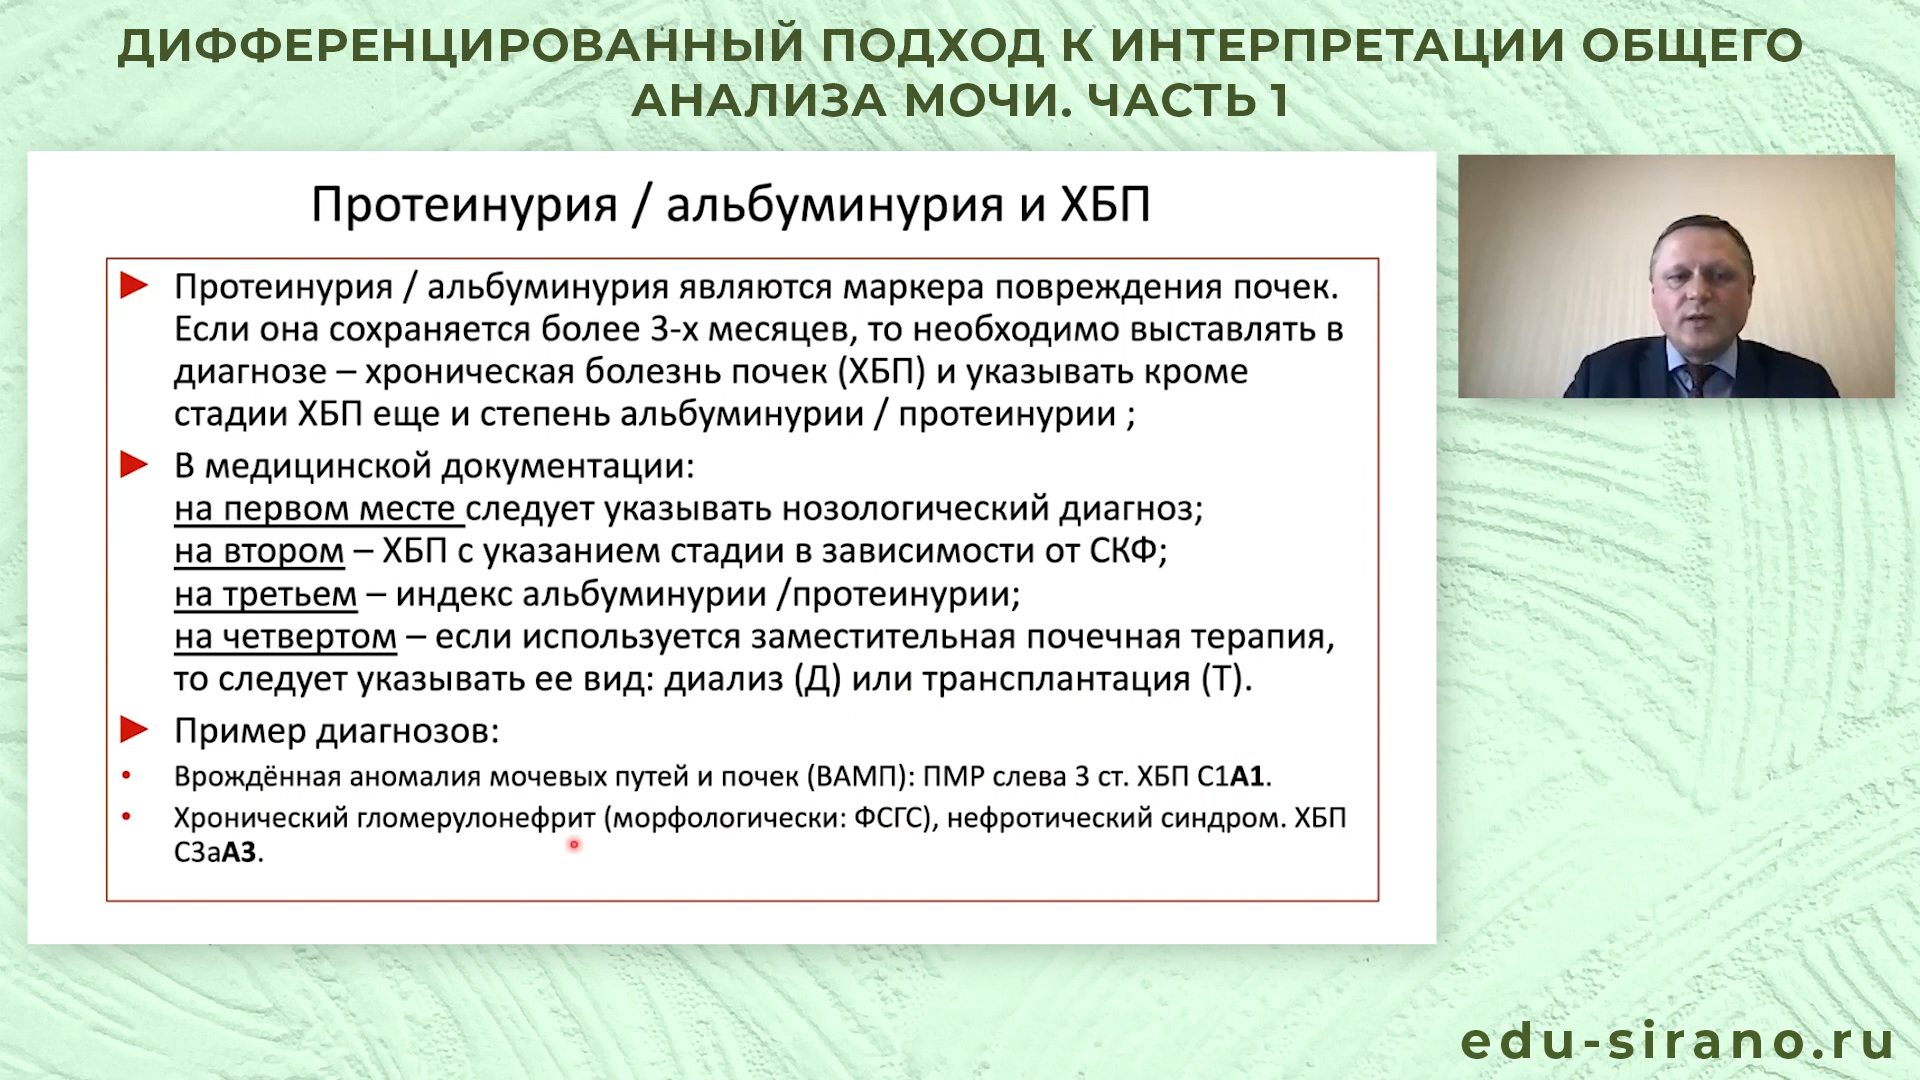 ДИФФЕРЕНЦИРОВАННЫЙ ПОДХОД К ИНТЕРПРЕТАЦИИ ОБЩЕГО
АНАЛИЗА МОЧИ. ЧАСТЬ 1
Протеинурия / альбуминурия и ХБП
Протеинурия / альбуминурия являются маркера повреждения почек.
Если она сохраняется более 3-х месяцев, то необходимо выставлять в
диагнозе – хроническая болезнь почек (ХБП) и указывать кроме
стадии ХБП еще и степень альбуминурии / протеинурии ;
В медицинской документации:
на первом месте следует указывать нозологический диагноз;
на втором – ХБП с указанием стадии в зависимости от СКФ;
на третьем – индекс альбуминурии /протеинурии;
на четвертом – если используется заместительная почечная терапия,
то следует указывать ее вид: диализ (Д) или трансплантация (Т).
Пример диагнозов:
• Врождённая аномалия мочевых путей и почек (ВАМП): ПМР слева 3 ст. ХБП С1А1.
• Хронический гломерулонефрит (морфологически: ФСГС), нефротический синдром. ХБП
С3аА3.
edu-sirano.ru